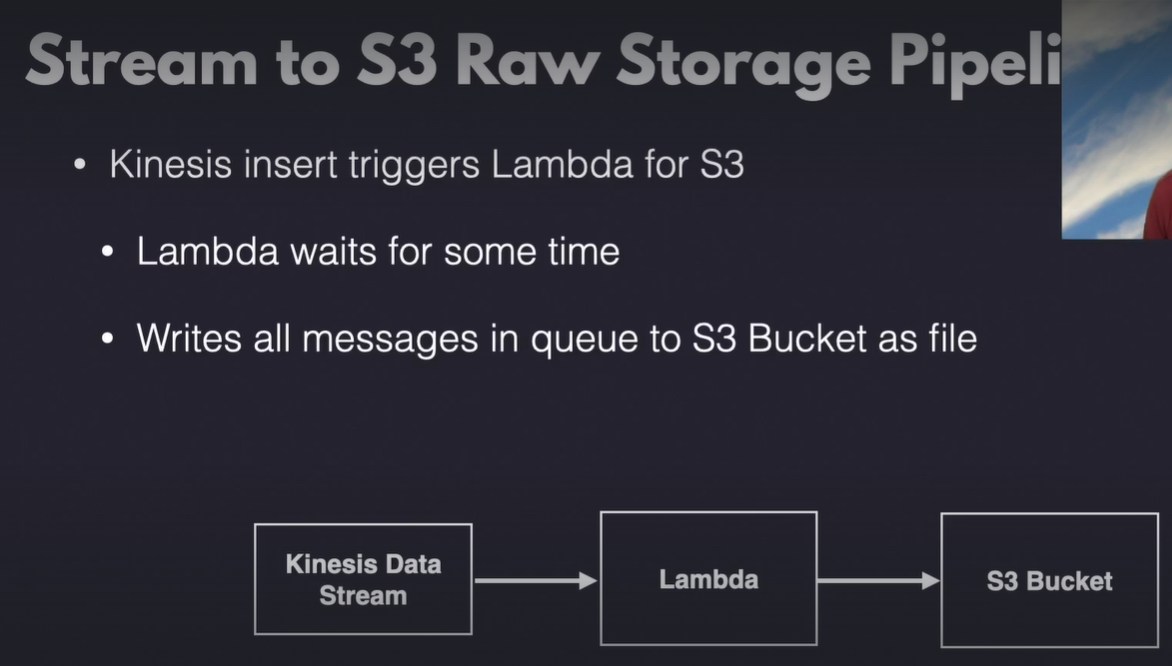 Stream to S3 Raw Storage Pipeli
• Kinesis insert triggers Lambda for S3
• Lambda waits for some time
• Writes all messages in queue to S3 Bucket as file
Kinesis Data
Stream
Lambda
S3 Bucket